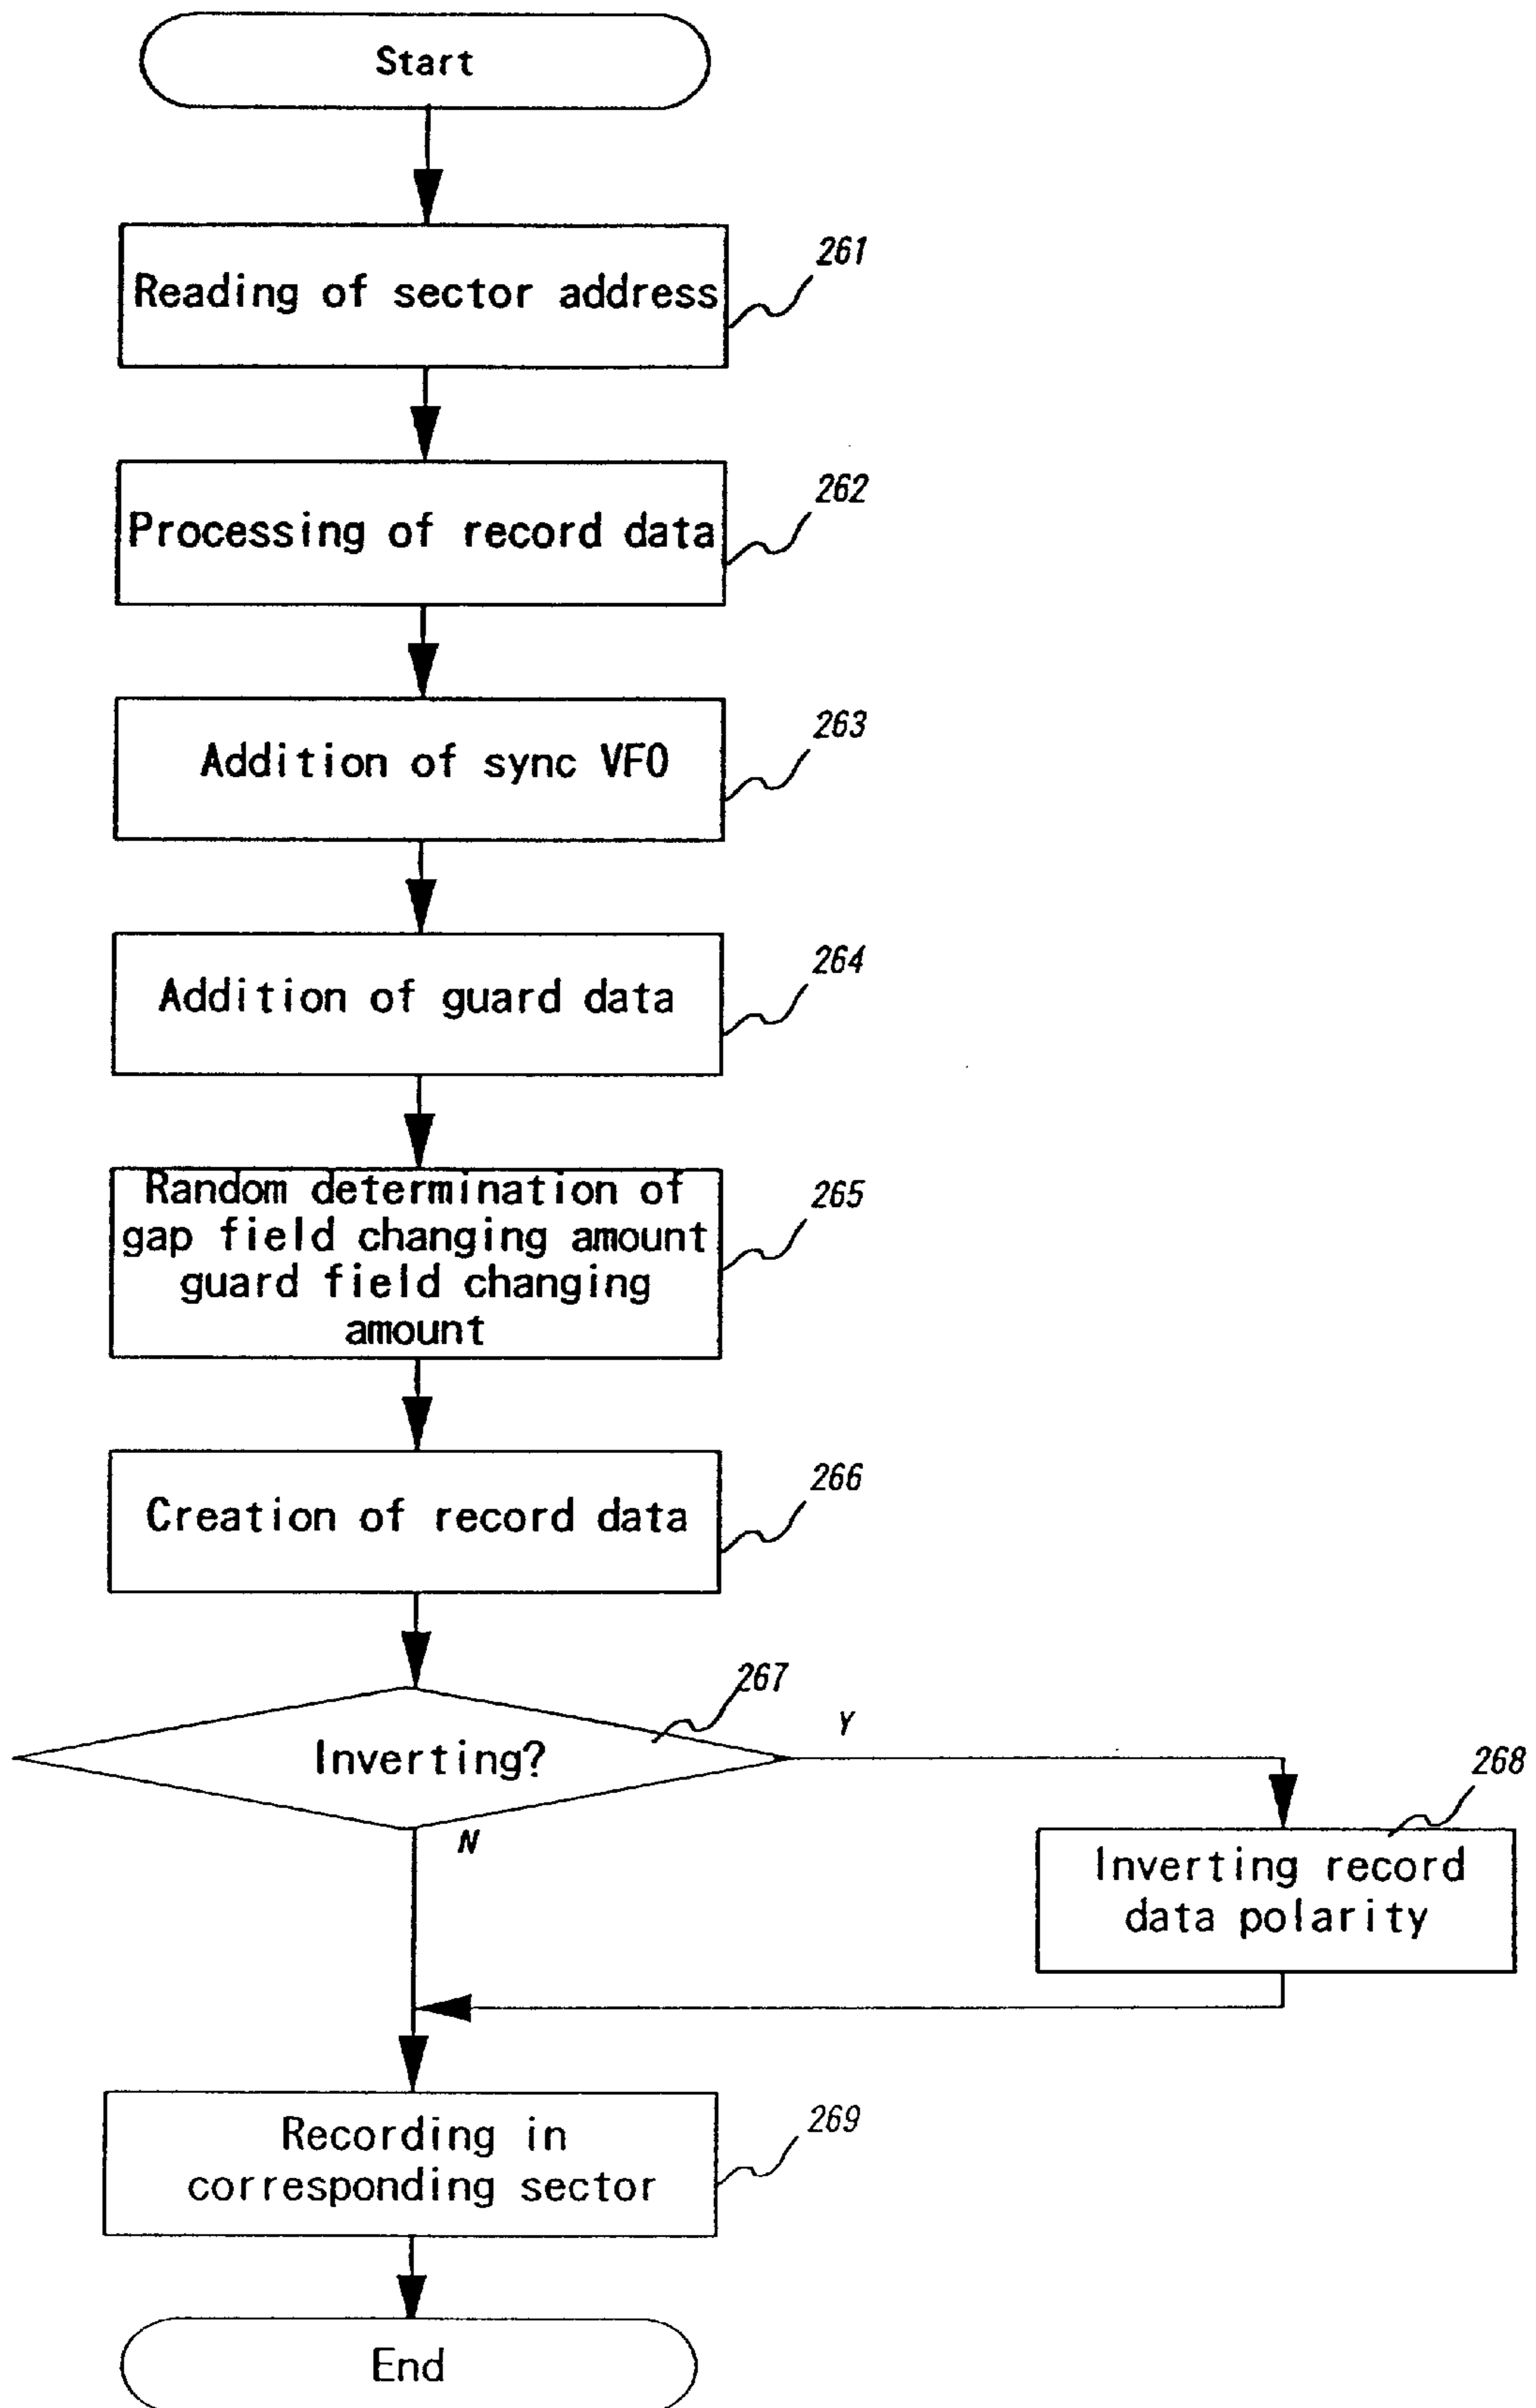 Start
261
Reading of sector address
262
Processing of record data
263
Addition of sync VFO
264
Addition of guard data
265
Random determination of
gap field changing amount
guard field changing
amount
266
Creation of record data
267
Inverting?
Y
N
268
Inverting record
data polarity
269
Recording in
corresponding sector
End